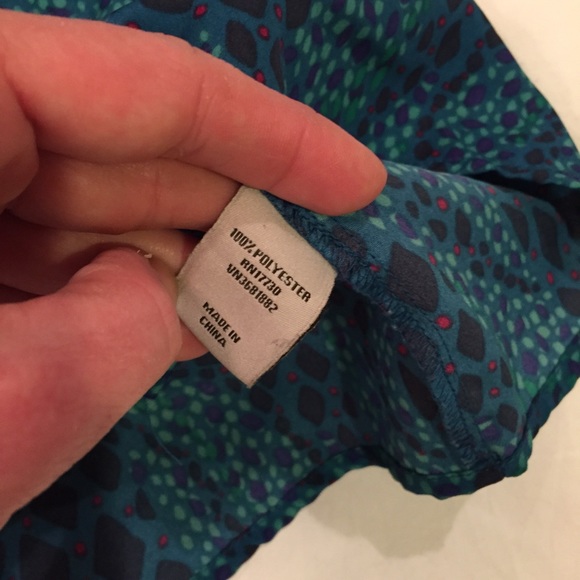 100% POLYESTER
RN17730
VN3681882
MADE IN
CHINA